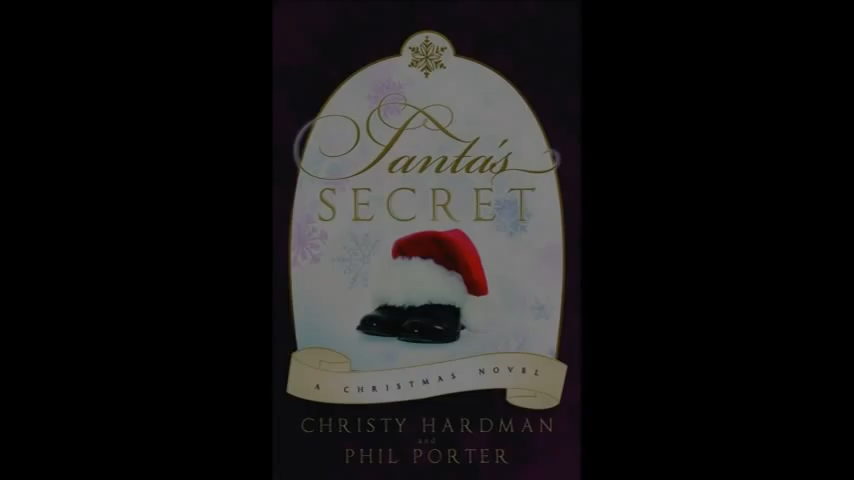 Santa's
SECRET
A CHRISTMAS NOVEL
CHRISTY HARDMAN
and
PHIL PORTER